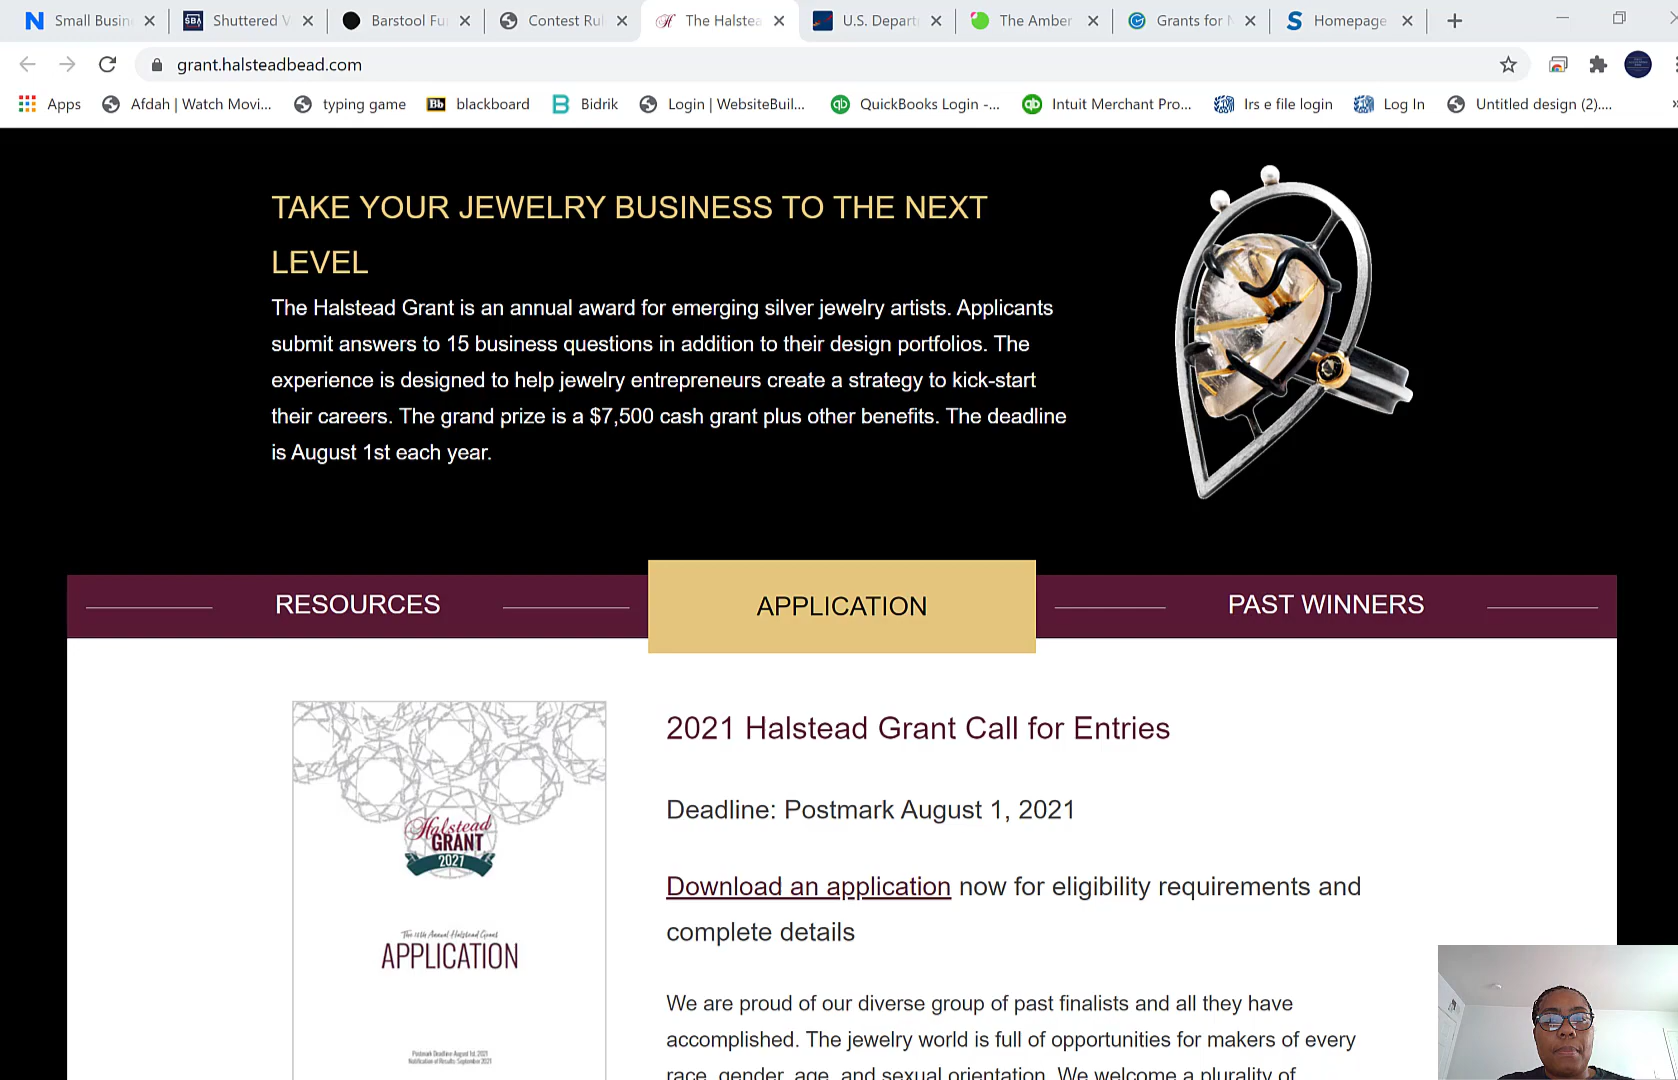 Small Busin
Shuttered V
Barstool Fu
Contest Rul
The Halstea
U.S. Depart
The Amber
Grants for
Homepage
grant.halsteadbead.com
Apps
Afdah | Watch Movi...
typing game
Bb
blackboard
Bidrik
Login | WebsiteBuil...
QuickBooks Login -...
Intuit Merchant Pro...
Irs e file login
Log In
Untitled design (2)....
TAKE YOUR JEWELRY BUSINESS TO THE NEXT
LEVEL
The Halstead Grant is an annual award for emerging silver jewelry artists. Applicants
submit answers to 15 business questions in addition to their design portfolios. The
experience is designed to help jewelry entrepreneurs create a strategy to kick-start
their careers. The grand prize is a $7,500 cash grant plus other benefits. The deadline
is August 1st each year.
RESOURCES
APPLICATION
PAST WINNERS
Halstead
GRANT
2021
APPLICATION
Postmark Deadline August 1st, 2021
Notification of Results September 2021
2021 Halstead Grant Call for Entries
Deadline: Postmark August 1, 2021
Download an application now for eligibility requirements and
complete details
We are proud of our diverse group of past finalists and all they have
accomplished. The jewelry world is full of opportunities for makers of every
race, gender, age, and sexual orientation. We welcome a plurality of